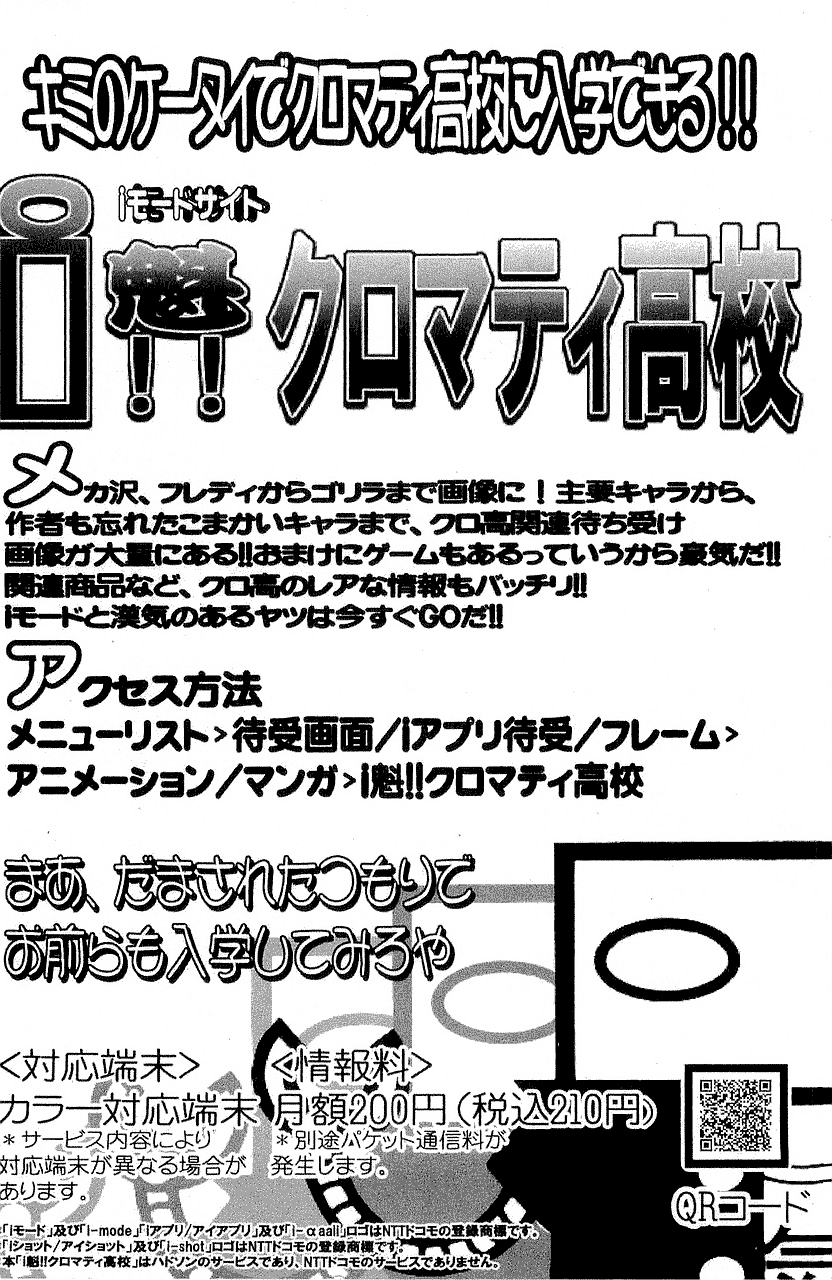 キミのケータイでクロマティ高校に入学できる!!
iモードサイト
i魁!!クロマティ高校
メカ沢、フレディからゴリラまで画像に！主要キャラから、
作者も忘れたこまかいキャラまで、クロ高関連待ち受け
画像が大量にある!!おまけにゲームもあるっていうから豪気だ!!
関連商品など、クロ高のレアな情報もバッチリ!!
iモードと漢気のあるヤツは今すぐGOだ!!
アクセス方法
メニューリスト>待受画面/iアプリ待受/フレーム>
アニメーション/マンガ>i魁!!クロマティ高校
まあ、だまされたつもりで
お前らも入学してみろや
<対応端末>
カラー対応端末
*サービス内容により
対応端末が異なる場合が
あります。
<情報料>
月額200円(税込210円)
*別途パケット通信料が
発生します。
QRコード
*「iモード」及び「i-mode」「iアプリ/アイアプリ」及び「i-αappli」ロゴはNTTドコモの登録商標です。
*「iショット/アイショット」及び「i-shot」ロゴはNTTドコモの登録商標です。
*本「i魁!!クロマティ高校」はハドソンのサービスであり、NTTドコモのサービスでありません。